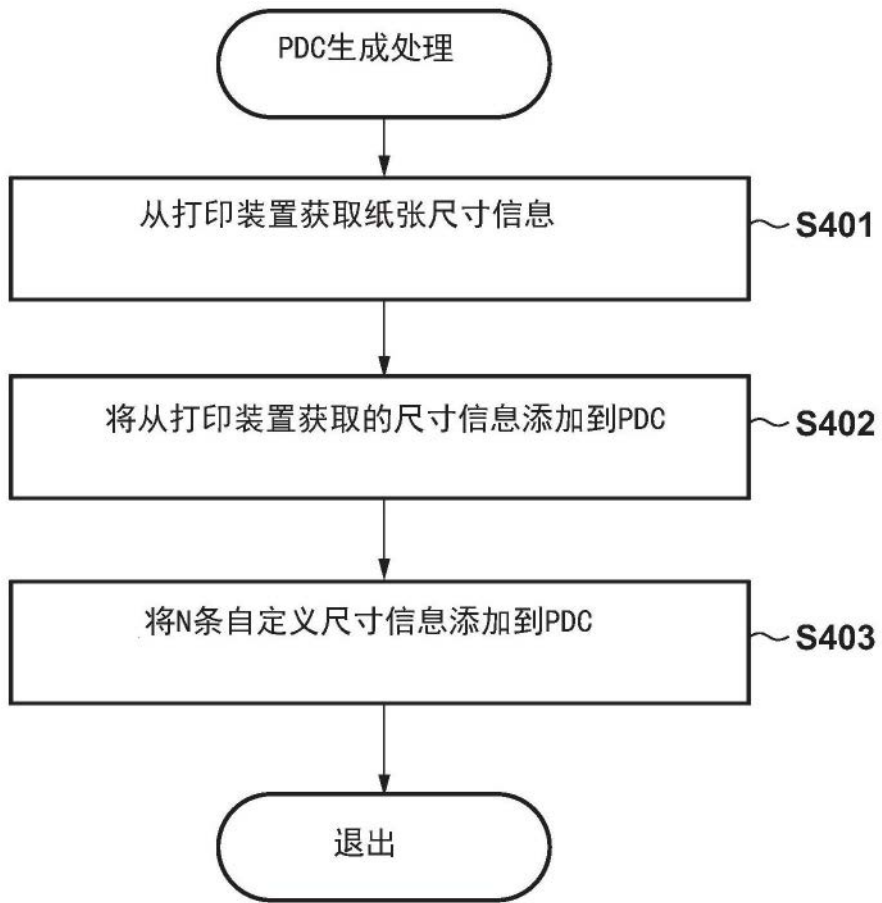 PDC生成处理
从打印装置获取纸张尺寸信息
S401
将从打印装置获取的尺寸信息添加到PDC
S402
将N条自定义尺寸信息添加到PDC
S403
退出